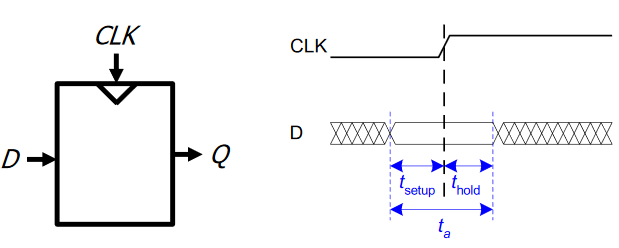 CLK
D
Q
CLK
D
t_setup
t_hold
t_a